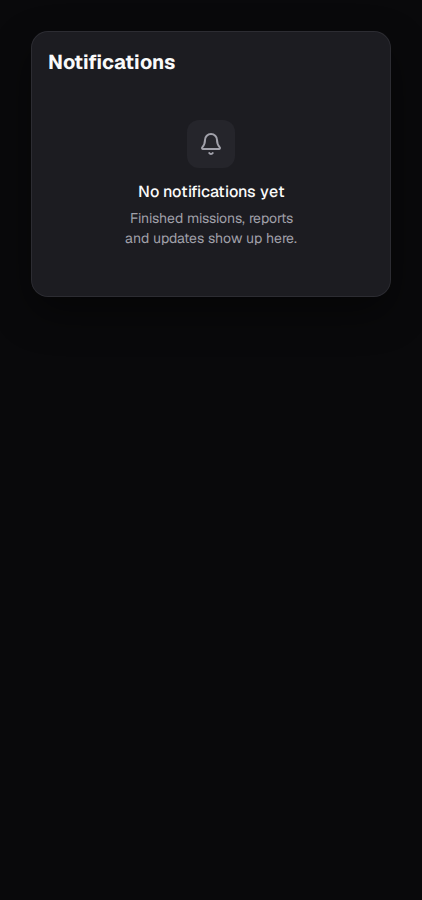 Notifications
No notifications yet
Finished missions, reports
and updates show up here.